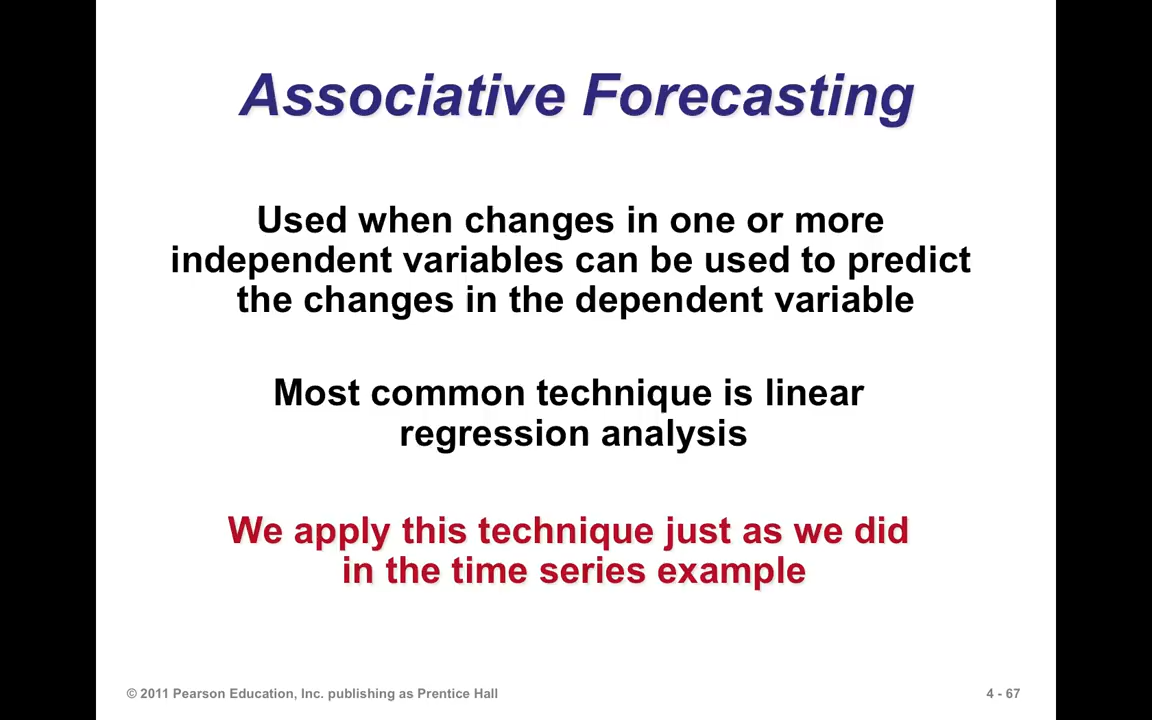 Associative Forecasting
Used when changes in one or more
independent variables can be used to predict
the changes in the dependent variable
Most common technique is linear
regression analysis
We apply this technique just as we did
in the time series example
© 2011 Pearson Education, Inc. publishing as Prentice Hall
4 - 67